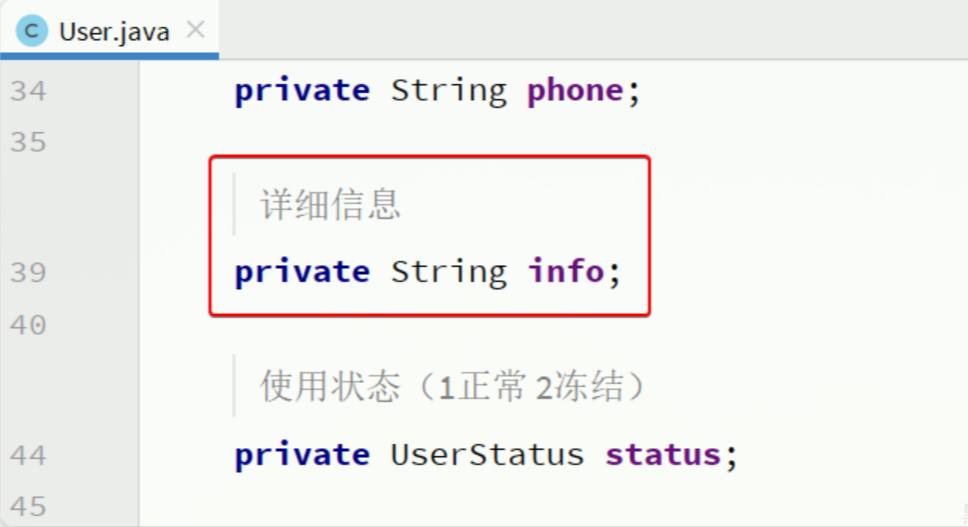 C User.java ×
34 private String phone;
35
详细信息
39 private String info;
40
使用状态（1正常 2冻结）
44 private UserStatus status;
45